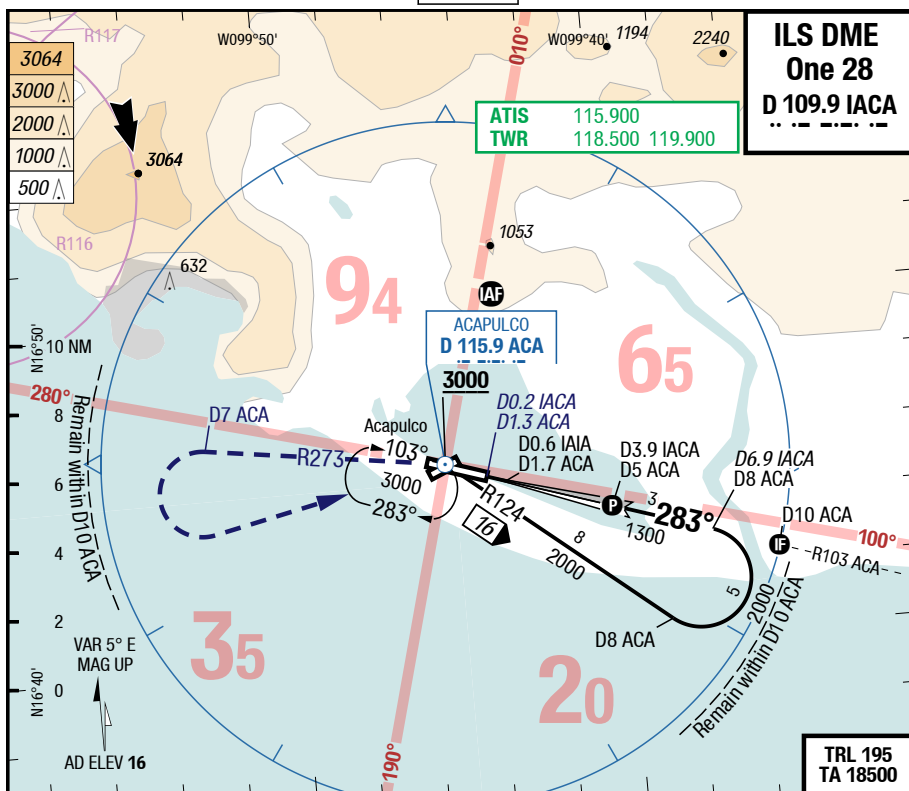 R117
W099°50'
010°
W099°40'
1194
2240
ILS DME
One 28
D 109.9 IACA
3064
3000
2000
1000
500
ATIS 115.900
TWR 118.500 119.900
3064
R116
632
1053
94
IAF
ACAPULCO
D 115.9 ACA
65
N16°50'
10 NM
3000
280°
D0.2 IACA
D1.3 ACA
8
D7 ACA
Acapulco
D0.6 IAIA
D1.7 ACA
D3.9 IACA
D5 ACA
D6.9 IACA
D8 ACA
R273
103°
3000
283°
6
R124
P
3
283°
1300
D10 ACA
IF
100°
R103 ACA
16
8
2000
4
Remain within D10 ACA
5
2000
2
35
D8 ACA
Remain within D10 ACA
VAR 5° E
MAG UP
20
N16°40'
0
190°
AD ELEV 16
TRL 195
TA 18500